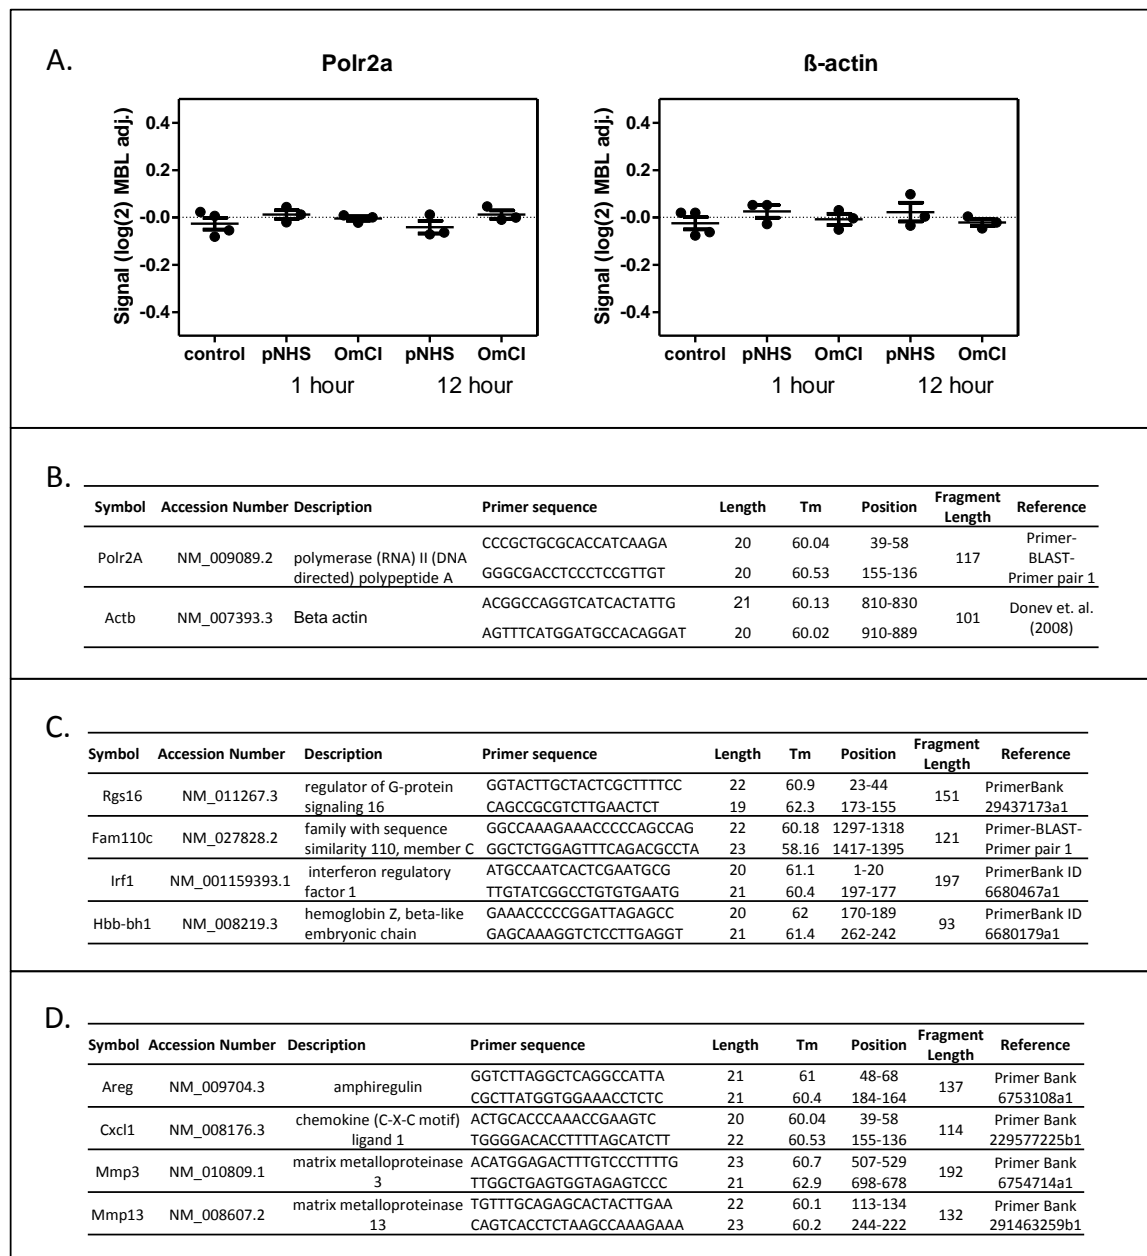 A.
Polr2a
Signal (log(2) MBL adj.)
0.4
0.2
-0.0
-0.2
-0.4
control pNHS OmCI pNHS OmCI
1 hour 12 hour
ß-actin
Signal (log(2) MBL adj.)
0.4
0.2
-0.0
-0.2
-0.4
control pNHS OmCI pNHS OmCI
1 hour 12 hour
B.
Symbol Accession Number Description Primer sequence Length Tm Position Fragment Length Reference
Polr2A NM_009089.2 polymerase (RNA) II (DNA directed) polypeptide A CCCGCTGCGCACCATCAAGA 20 60.04 39-58 117 Primer-BLAST-Primer pair 1
GGGCGACCTCCCTCCGTTGT 20 60.53 155-136
Actb NM_007393.3 Beta actin ACGGCCAGGTCATCACTATTG 21 60.13 810-830 101 Donev et. al. (2008)
AGTTTCATGGATGCCACAGGAT 20 60.02 910-889
C.
Symbol Accession Number Description Primer sequence Length Tm Position Fragment Length Reference
Rgs16 NM_011267.3 regulator of G-protein signaling 16 GGTACTTGCTACTCGCTTTTCC 22 60.9 23-44 151 PrimerBank 29437173a1
CAGCCGCGTCTTGAACTCT 19 62.3 173-155
Fam110c NM_027828.2 family with sequence similarity 110, member C GGCCAAAGAAACCCCCAGCCAG 22 60.18 1297-1318 121 Primer-BLAST-Primer pair 1
GGCTCTGGAGTTTCAGACGCCTA 23 58.16 1417-1395
Irf1 NM_001159393.1 interferon regulatory factor 1 ATGCCAATCACTCGAATGCG 20 61.1 1-20 197 PrimerBank ID 6680467a1
TTGTATCGGCCTGTGTGAATG 21 60.4 197-177
Hbb-bh1 NM_008219.3 hemoglobin Z, beta-like embryonic chain GAAACCCCCGGATTAGAGCC 20 62 170-189 93 PrimerBank ID 6680179a1
GAGCAAAGGTCTCCTTGAGGT 21 61.4 262-242
D.
Symbol Accession Number Description Primer sequence Length Tm Position Fragment Length Reference
Areg NM_009704.3 amphiregulin GGTCTTAGGCTCAGGCCATTA 21 61 48-68 137 Primer Bank 6753108a1
CGCTTATGGTGGAAACCTCTC 21 60.4 184-164
Cxcl1 NM_008176.3 chemokine (C-X-C motif) ligand 1 ACTGCACCCAAACCGAAGTC 20 60.04 39-58 114 Primer Bank 229577225b1
TGGGGACACCTTTTAGCATCTT 22 60.53 155-136
Mmp3 NM_010809.1 matrix metalloproteinase 3 ACATGGAGACTTTGTCCCTTTTG 23 60.7 507-529 192 Primer Bank 6754714a1
TTGGCTGAGTGGTAGAGTCCC 21 62.9 698-678
Mmp13 NM_008607.2 matrix metalloproteinase 13 TGTTTGCAGAGCACTACTTGAA 22 60.1 113-134 132 Primer Bank 291463259b1
CAGTCACCTCTAAGCCAAAGAAA 23 60.2 244-222